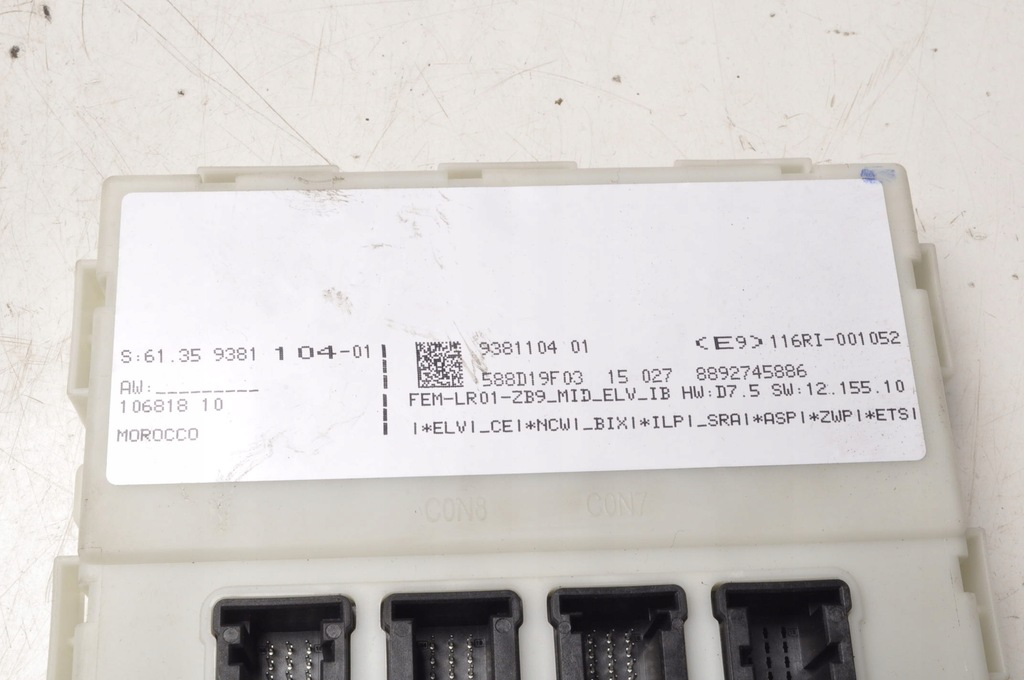 S:61.35 9381 104-01
AW:_________
106818 10
MOROCCO
9381104 01
<E9>116RI-001052
588D19F03 15 027 8892745886
FEM-LR01-ZB9_MID_ELV_IB HW:D7.5 SW:12.155.10
|*ELV|_CE|*NCW|_BIX|*ILP|_SRA|*ASP|*ZWP|*ETS|
CON8 CON7